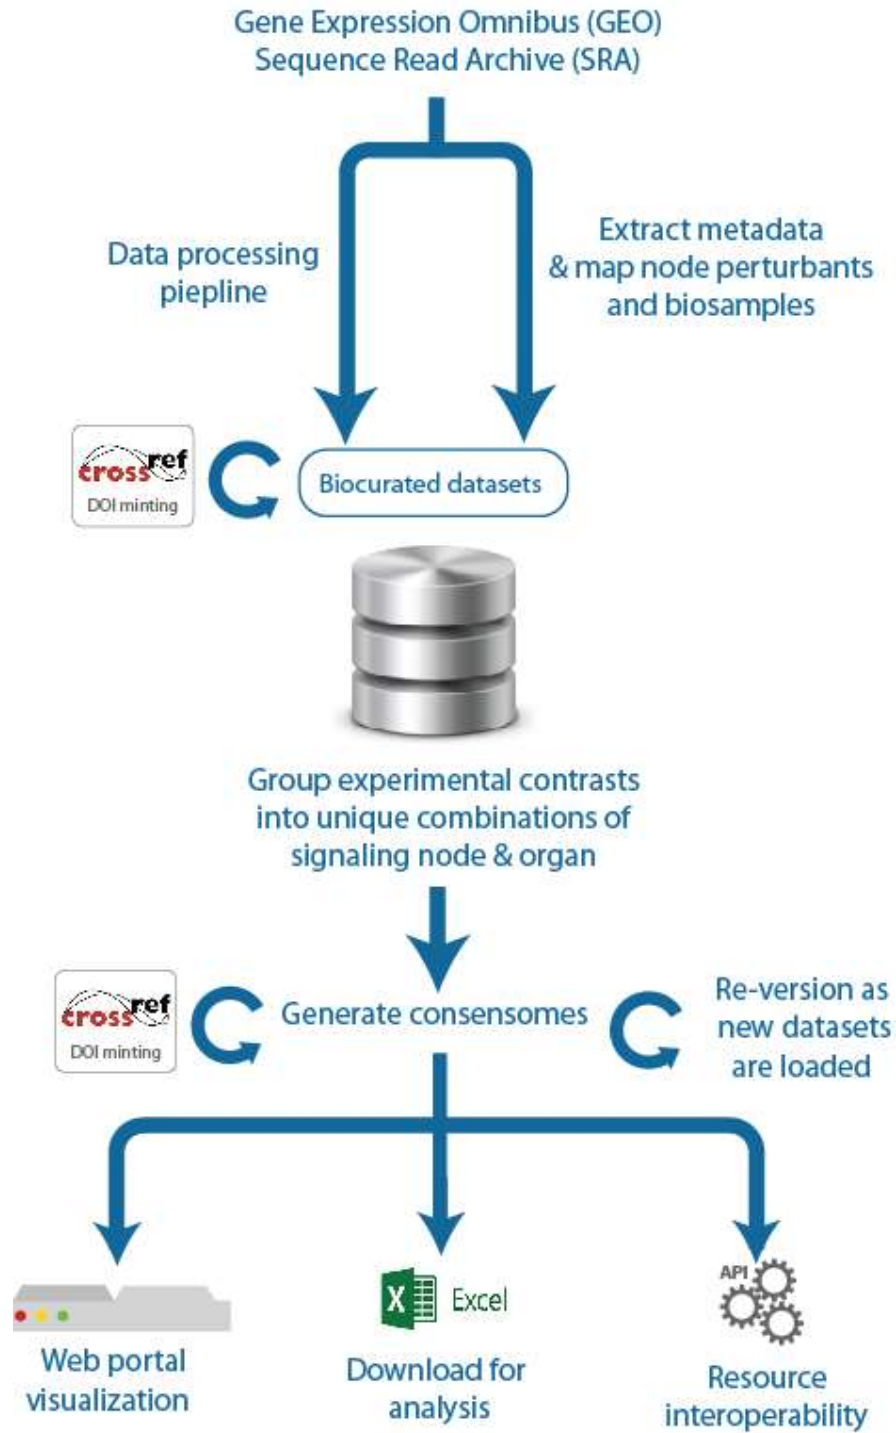 Gene Expression Omnibus (GEO)
Sequence Read Archive (SRA)
Data processing
piepline
Extract metadata
& map node perturbants
and biosamples
crossref
DOI minting
Biocurated datasets
Group experimental contrasts
into unique combinations of
signaling node & organ
crossref
DOI minting
Generate consensomes
Re-version as
new datasets
are loaded
X
Excel
API
Web portal
visualization
Download for
analysis
Resource
interoperability